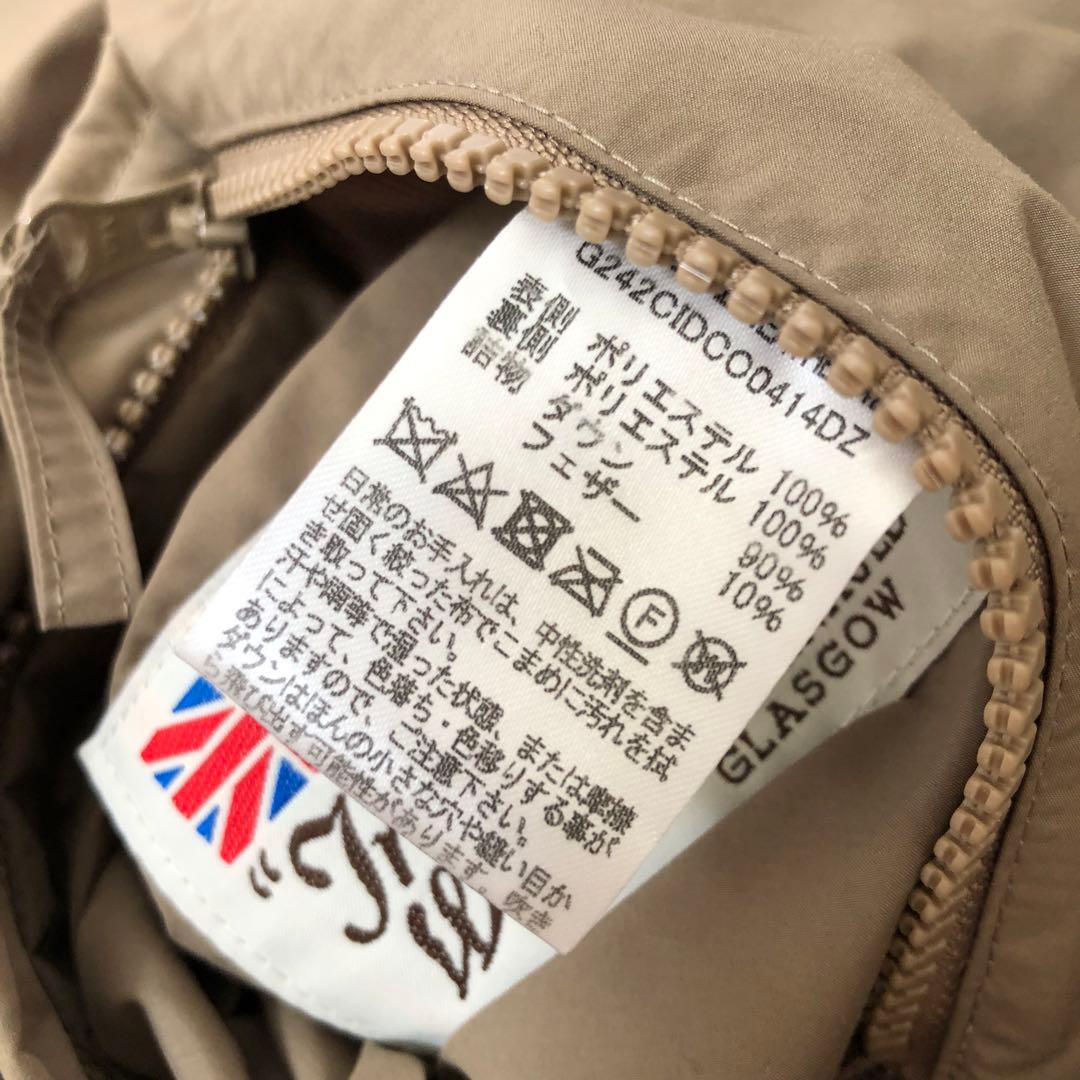 G242CIDCO0414DZ
表側 ポリエステル 100%
裏側 ポリエステル 100%
詰物 ダウン 90%
フェザー 10%
F
日常のお手入れは、中性洗剤を含ま
せ固く絞った布でこまめに汚れを拭
き取って下さい。
汗や雨等で湿った状態、または摩擦
によって、色落ち・色移りする事が
ありますので、ご注意下さい。
ダウンはほんの小さな穴や縫い目か
ら飛び出す可能性があります。吹き
GLASGOW